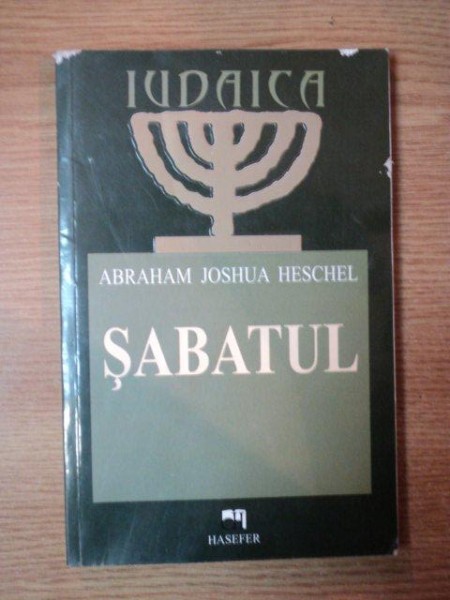 IUDAICA
ABRAHAM JOSHUA HESCHEL
ŞABATUL
HASEFER